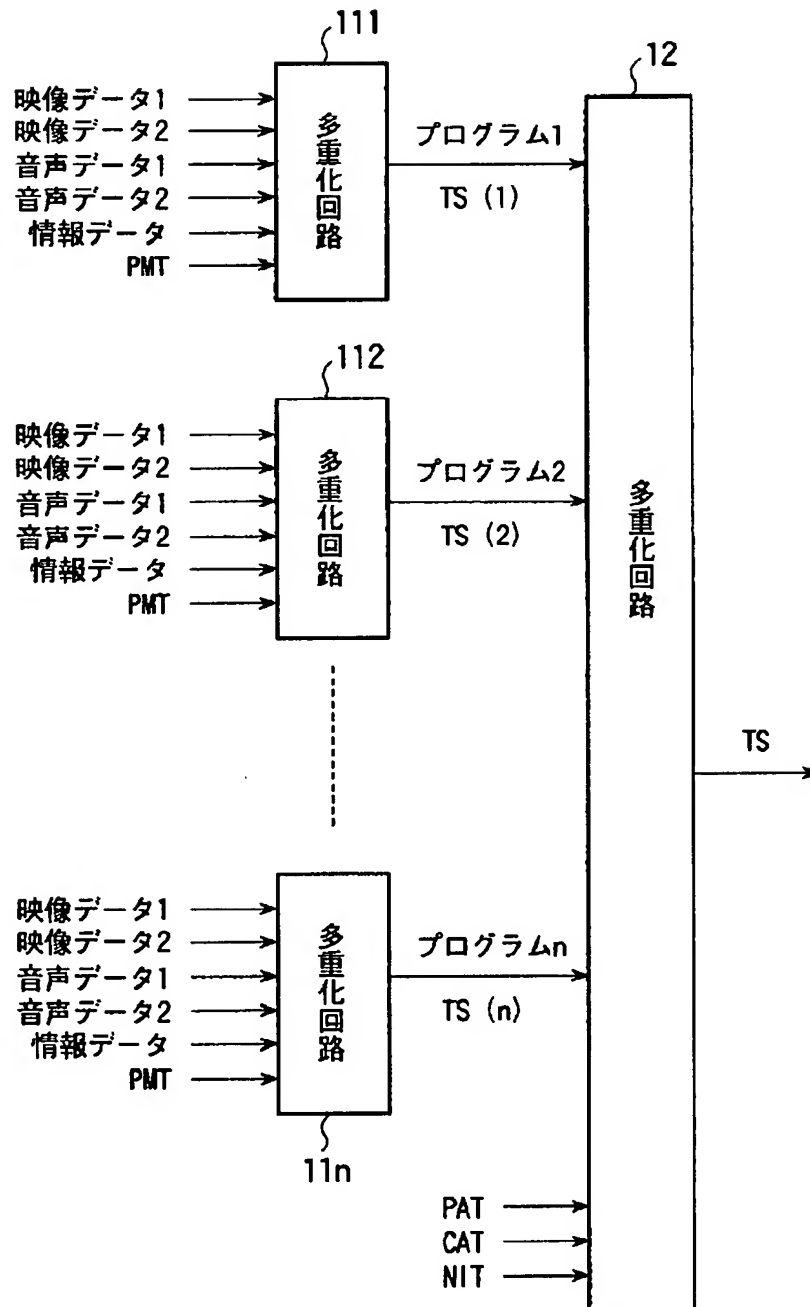 111
映像データ1
映像データ2
音声データ1
音声データ2
情報データ
PMT
多重化回路
プログラム1
TS (1)
12
多重化回路
112
映像データ1
映像データ2
音声データ1
音声データ2
情報データ
PMT
多重化回路
プログラム2
TS (2)
TS
映像データ1
映像データ2
音声データ1
音声データ2
情報データ
PMT
多重化回路
プログラムn
TS (n)
11n
PAT
CAT
NIT